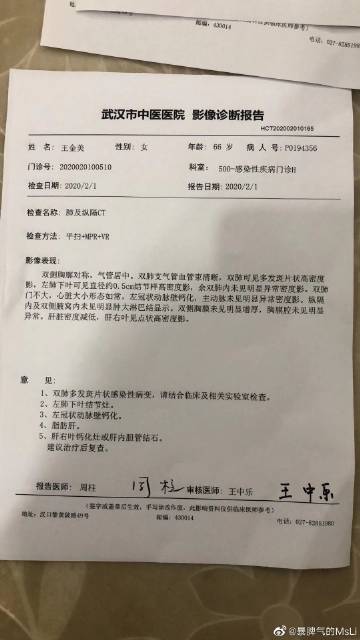 邮编：430014
电话：027-82851980
武汉市中医医院 影像诊断报告
HCT202002010165
姓 名：王金美 性别：女 年龄：66 岁 病 人 号：P0194356
门诊号：2020020100510 科室：500-感染性疾病门诊H
检查日期：2020/2/1 报告日期：2020/2/1
检查名称：肺及纵隔CT
检查方法：平扫+MPR+VR
影像表现：
双侧胸廓对称，气管居中，双肺支气管血管束清晰，双肺可见多发斑片状高密度
影，左肺下叶可见直径约0.5cm结节样高密度影，余双肺内未见明显异常密度影。双肺
门不大，心脏大小形态如常，左冠状动脉壁钙化，主动脉未见明显异常密度影。纵隔
内及双侧腋窝内未见明显肿大淋巴结显示，双侧胸膜未见明显增厚，胸膜腔未见明显
异常。肝脏密度减低，肝右叶见点状高密度影。
意 见：
1、双肺多发斑片状感染性病变，请结合临床及相关实验室检查。
2、左肺下叶结节灶。
3、左冠状动脉壁钙化。
4、脂肪肝。
5、肝右叶钙化灶或肝内胆管结石。
建议治疗后复查。
报告医师：周柱 审核医师：王中乐
(签字或盖章后生效，手写涂改作废，此影响资料仅供临床医师参考)
地址：汉口黎黄陂路49号 邮编：430014 电话：027-82851980
@暴脾气的MsLi